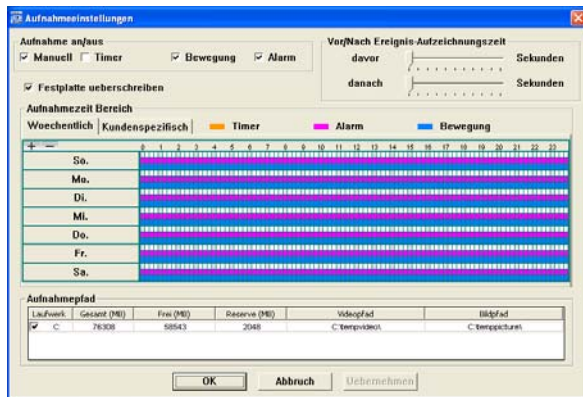 Aufnahmeeinstellungen
Aufnahme an/aus
Manuell Timer Bewegung Alarm
Festplatte ueberschreiben
Vor/Nach Ereignis-Aufzeichnungszeit
davor Sekunden
danach Sekunden
Aufnahmezeit Bereich
Woechentlich Kundenspezifisch Timer Alarm Bewegung
+ - 0 1 2 3 4 5 6 7 8 9 10 11 12 13 14 15 16 17 18 19 20 21 22 23
So.
Mo.
Di.
Mi.
Do.
Fr.
Sa.
Aufnahmepfad
Laufwerk Gesamt (MB) Frei (MB) Reserve (MB) Videopfad Bildpfad
C 76308 58543 2048 C:\tempvideo\ C:\temppicture\
OK Abbruch Uebernehmen